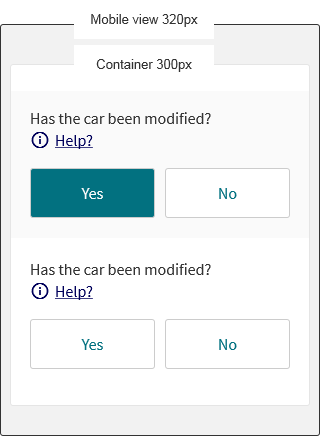 Mobile view 320px
Container 300px
Has the car been modified?
Help?
Yes No
Has the car been modified?
Help?
Yes No